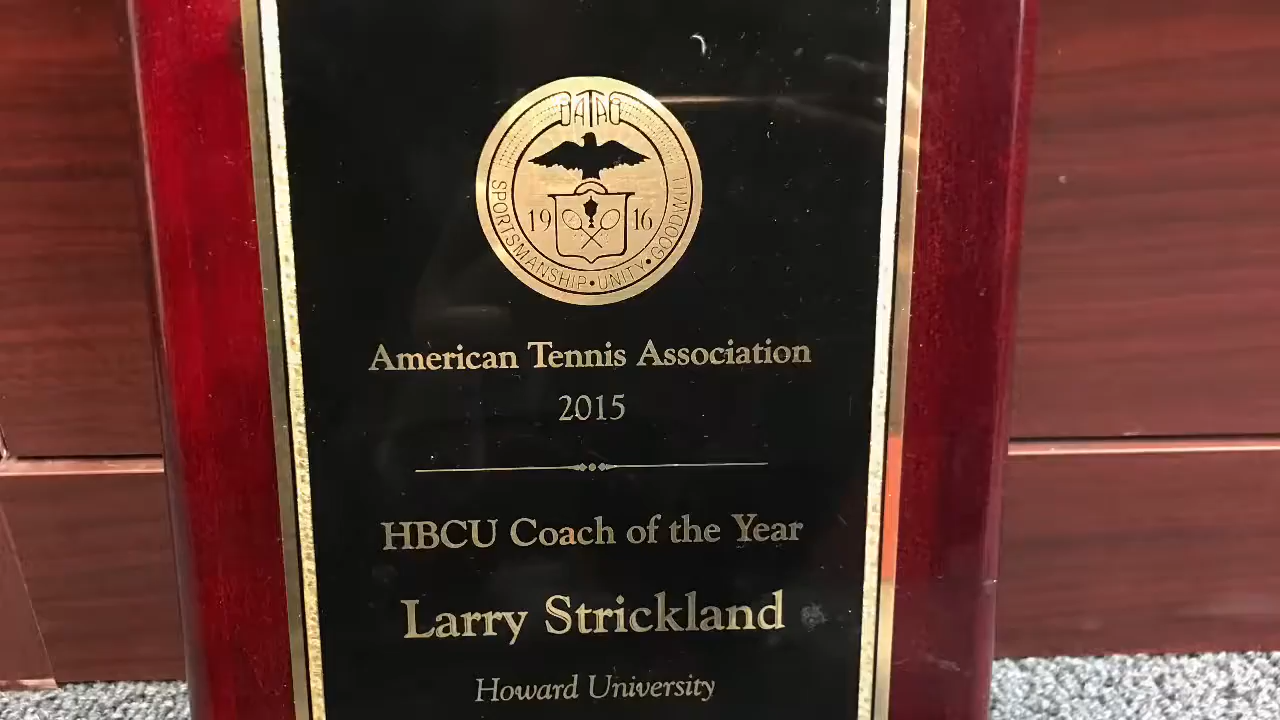 ATA
19 16
SPORTSMANSHIP • UNITY • GOODWILL
American Tennis Association
2015
HBCU Coach of the Year
Larry Strickland
Howard University